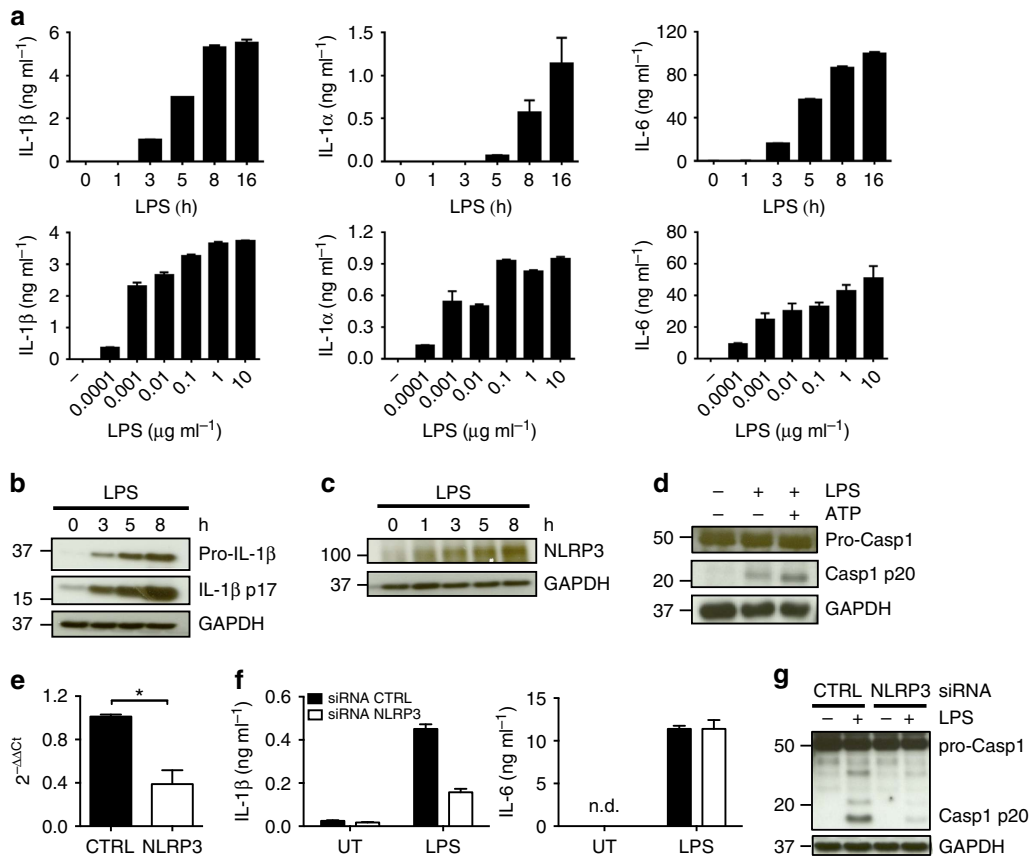 a
IL-1β (ng ml⁻¹)
6
4
2
0
0 1 3 5 8 16
LPS (h)
IL-1α (ng ml⁻¹)
1.5
1.0
0.5
0.0
0 1 3 5 8 16
LPS (h)
IL-6 (ng ml⁻¹)
120
80
40
0
0 1 3 5 8 16
LPS (h)
IL-1β (ng ml⁻¹)
4
3
2
1
0
– 0.0001 0.001 0.01 0.1 1 10
LPS (μg ml⁻¹)
IL-1α (ng ml⁻¹)
1.2
0.9
0.6
0.3
0.0
– 0.0001 0.001 0.01 0.1 1 10
LPS (μg ml⁻¹)
IL-6 (ng ml⁻¹)
80
60
40
20
0
– 0.0001 0.001 0.01 0.1 1 10
LPS (μg ml⁻¹)
b
LPS
0 3 5 8 h
37 Pro-IL-1β
15 IL-1β p17
37 GAPDH
c
LPS
0 1 3 5 8 h
100 NLRP3
37 GAPDH
d
– + + LPS
– – + ATP
50 Pro-Casp1
20 Casp1 p20
37 GAPDH
e
2⁻ΔΔCt
1.2
0.8
0.4
0.0
*
CTRL NLRP3
f
siRNA CTRL
siRNA NLRP3
IL-1β (ng ml⁻¹)
0.6
0.4
0.2
0
UT LPS
IL-6 (ng ml⁻¹)
15
10
5
0
n.d.
UT LPS
g
CTRL NLRP3 siRNA
– + – + LPS
50 pro-Casp1
20 Casp1 p20
37 GAPDH